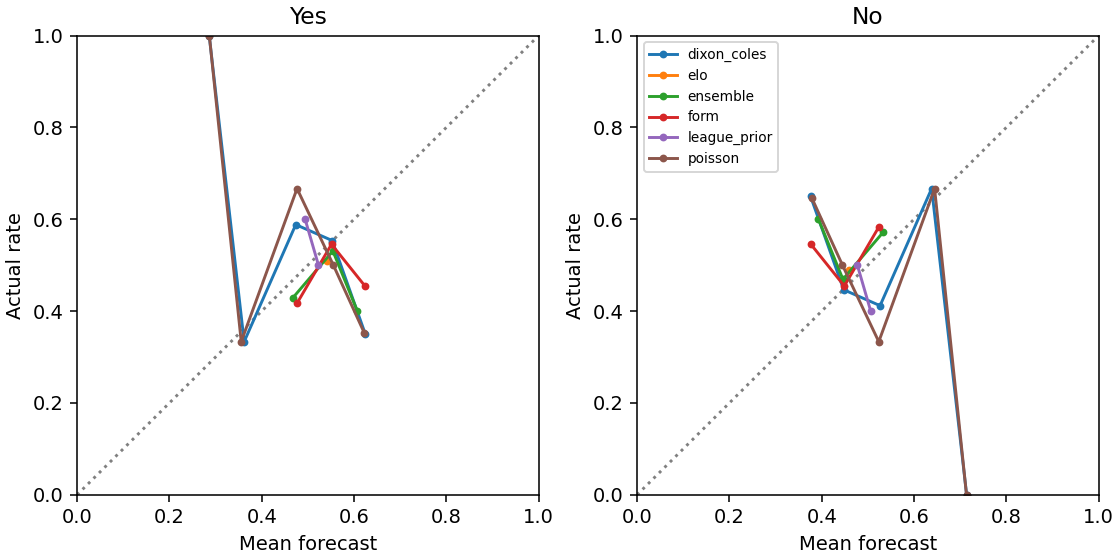 Yes
1.0
0.8
0.6
0.4
0.2
0.0
0.0 0.2 0.4 0.6 0.8 1.0
Actual rate
Mean forecast
No
dixon_coles
elo
ensemble
form
league_prior
poisson
1.0
0.8
0.6
0.4
0.2
0.0
0.0 0.2 0.4 0.6 0.8 1.0
Actual rate
Mean forecast